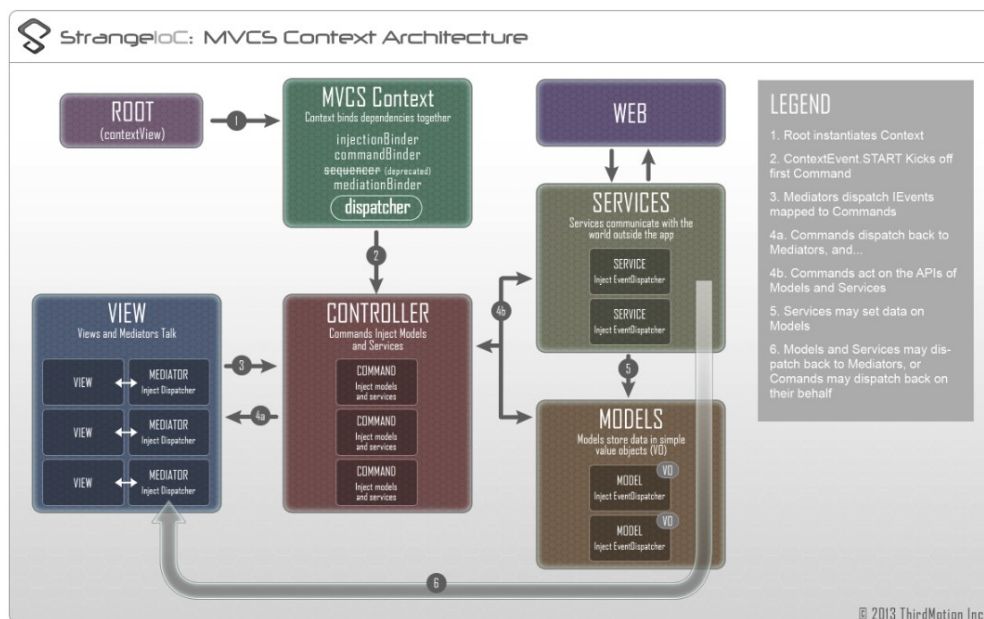 StrangeIoC: MVCS Context Architecture
ROOT
(contextView)
1
MVCS Context
Context binds dependencies together
injectionBinder
commandBinder
sequencer (deprecated)
mediationBinder
dispatcher
WEB
2
SERVICES
Services communicate with the
world outside the app
SERVICE
Inject EventDispatcher
SERVICE
Inject EventDispatcher
VIEW
Views and Mediators Talk
VIEW
MEDIATOR
Inject Dispatcher
VIEW
MEDIATOR
Inject Dispatcher
VIEW
MEDIATOR
Inject Dispatcher
3
4a
CONTROLLER
Commands Inject Models
and Services
COMMAND
Inject models
and services
COMMAND
Inject models
and services
COMMAND
Inject models
and services
4b
5
MODELS
Models store data in simple
value objects (VO)
VO
MODEL
Inject EventDispatcher
VO
MODEL
Inject EventDispatcher
6
LEGEND
1. Root instantiates Context
2. ContextEvent.START Kicks off
first Command
3. Mediators dispatch IEvents
mapped to Commands
4a. Commands dispatch back to
Mediators, and...
4b. Commands act on the APIs of
Models and Services
5. Services may set data on
Models
6. Models and Services may dis-
patch back to Mediators, or
Comands may dispatch back on
their behalf
© 2013 ThirdMotion Inc